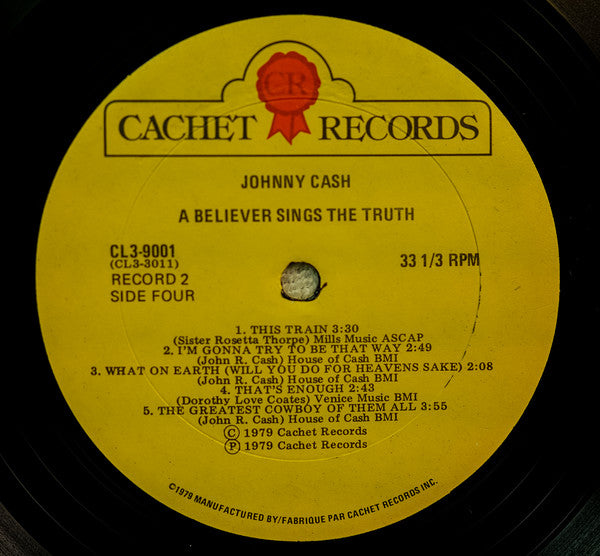 CR
CACHET RECORDS
JOHNNY CASH
A BELIEVER SINGS THE TRUTH
CL3-9001
(CL3-3011)
RECORD 2
SIDE FOUR
33 1/3 RPM
1. THIS TRAIN 3:30
(Sister Rosetta Thorpe) Mills Music ASCAP
2. I'M GONNA TRY TO BE THAT WAY 2:49
(John R. Cash) House of Cash BMI
3. WHAT ON EARTH (WILL YOU DO FOR HEAVENS SAKE) 2:08
(John R. Cash) House of Cash BMI
4. THAT'S ENOUGH 2:43
(Dorothy Love Coates) Venice Music BMI
5. THE GREATEST COWBOY OF THEM ALL 3:55
(John R. Cash) House of Cash BMI
Ⓒ 1979 Cachet Records
Ⓟ 1979 Cachet Records
©1979 MANUFACTURED BY/FABRIQUE PAR CACHET RECORDS INC.